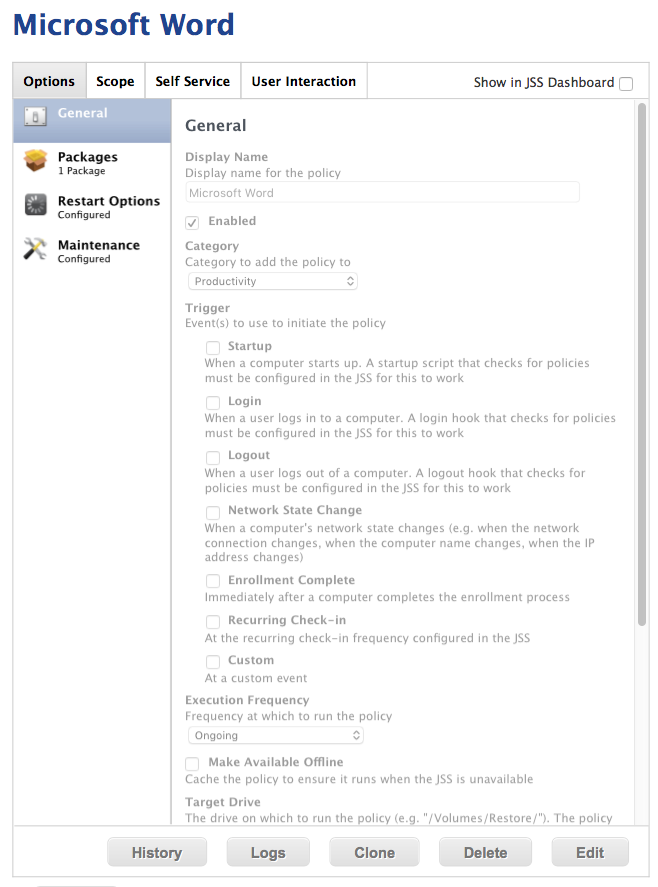 Microsoft Word
Options Scope Self Service User Interaction Show in JSS Dashboard
General
Packages
1 Package
Restart Options
Configured
Maintenance
Configured
General
Display Name
Display name for the policy
Microsoft Word
Enabled
Category
Category to add the policy to
Productivity
Trigger
Event(s) to use to initiate the policy
Startup
When a computer starts up. A startup script that checks for policies
must be configured in the JSS for this to work
Login
When a user logs in to a computer. A login hook that checks for policies
must be configured in the JSS for this to work
Logout
When a user logs out of a computer. A logout hook that checks for
policies must be configured in the JSS for this to work
Network State Change
When a computer's network state changes (e.g. when the network
connection changes, when the computer name changes, when the IP
address changes)
Enrollment Complete
Immediately after a computer completes the enrollment process
Recurring Check-in
At the recurring check-in frequency configured in the JSS
Custom
At a custom event
Execution Frequency
Frequency at which to run the policy
Ongoing
Make Available Offline
Cache the policy to ensure it runs when the JSS is unavailable
Target Drive
The drive on which to run the policy (e.g. "/Volumes/Restore/"). The policy
History Logs Clone Delete Edit